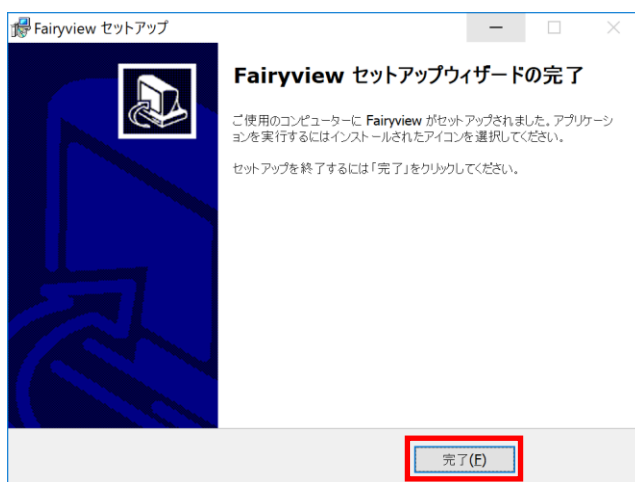 Fairyview セットアップ
Fairyview セットアップウィザードの完了
ご使用のコンピューターに Fairyview がセットアップされました。アプリケーシ
ョンを実行するにはインストールされたアイコンを選択してください。
セットアップを終了するには「完了」をクリックしてください。
完了(F)